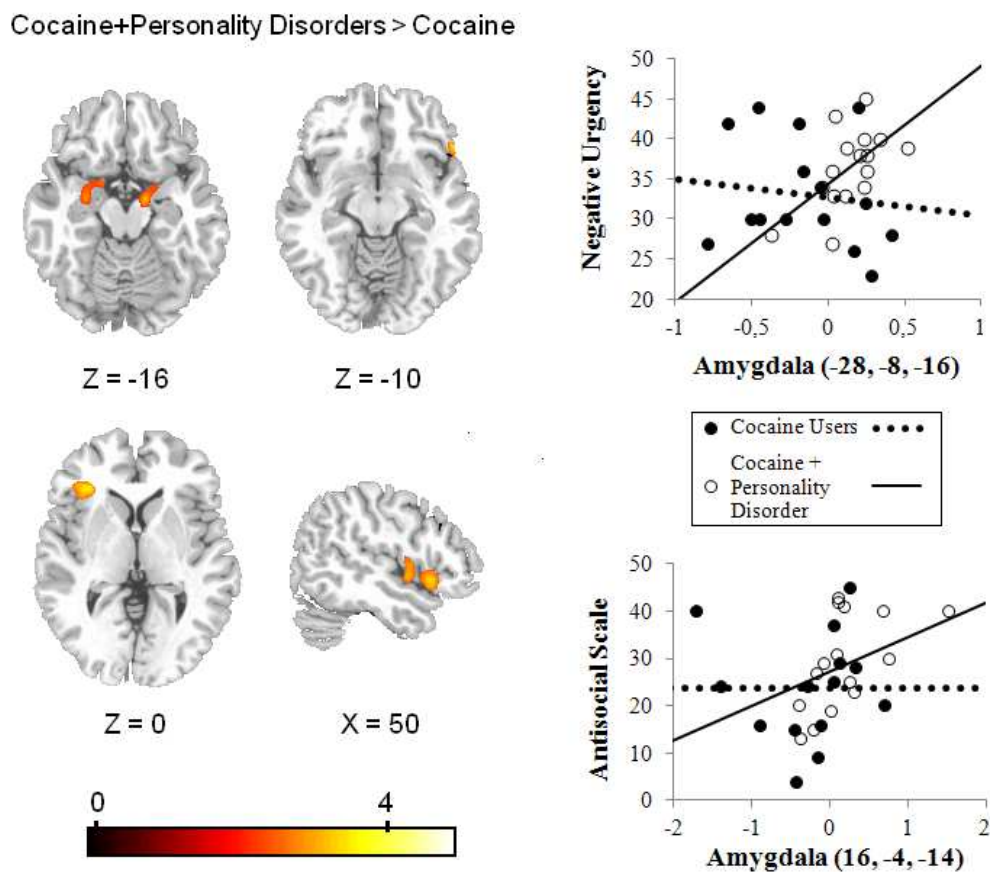 Cocaine+Personality Disorders > Cocaine
Z = -16
Z = -10
Z = 0
X = 50
0
4
50
45
40
35
30
25
20
Negative Urgency
-1
-0,5
0
0,5
1
Amygdala (-28, -8, -16)
Cocaine Users
Cocaine +
Personality
Disorder
50
40
30
20
10
0
Antisocial Scale
-2
-1
0
1
2
Amygdala (16, -4, -14)